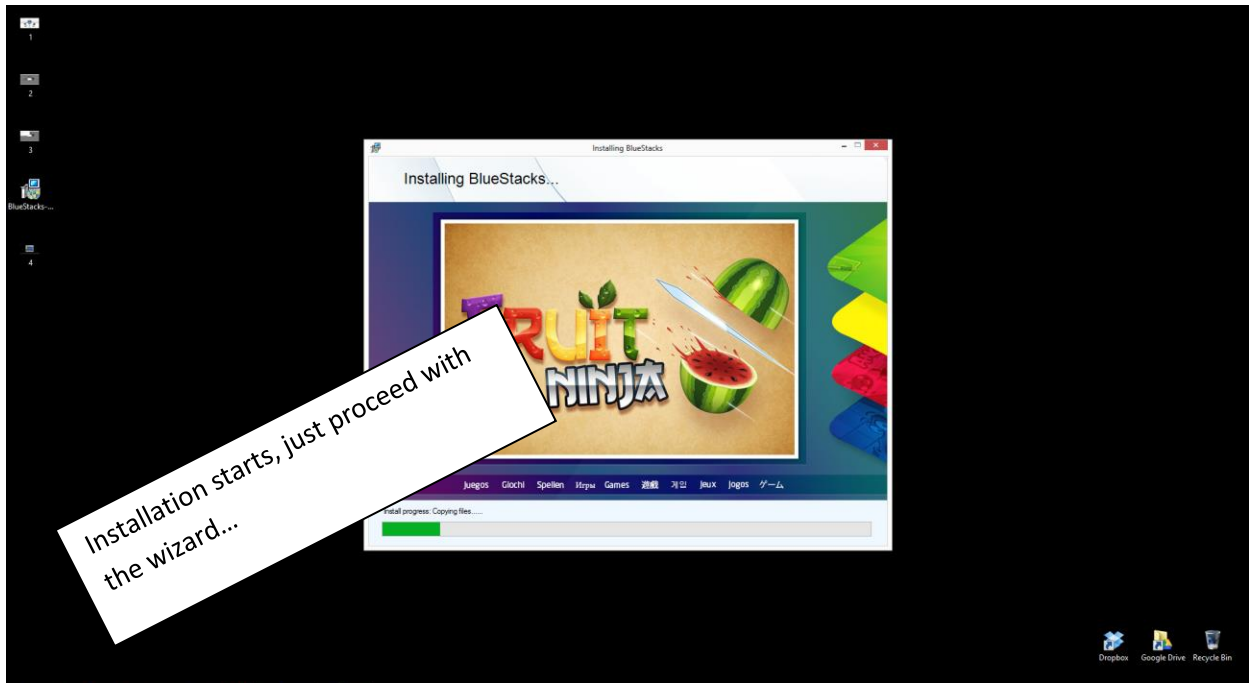 1
2
3
BlueStacks-...
4
Installing BlueStacks
Installing BlueStacks...
FRUIT
NINJA
Juegos Giochi Spellen Игры Games 遊戲 게임 Jeux Jogos ゲーム
Install progress: Copying files......
Installation starts, just proceed with
the wizard...
Dropbox Google Drive Recycle Bin